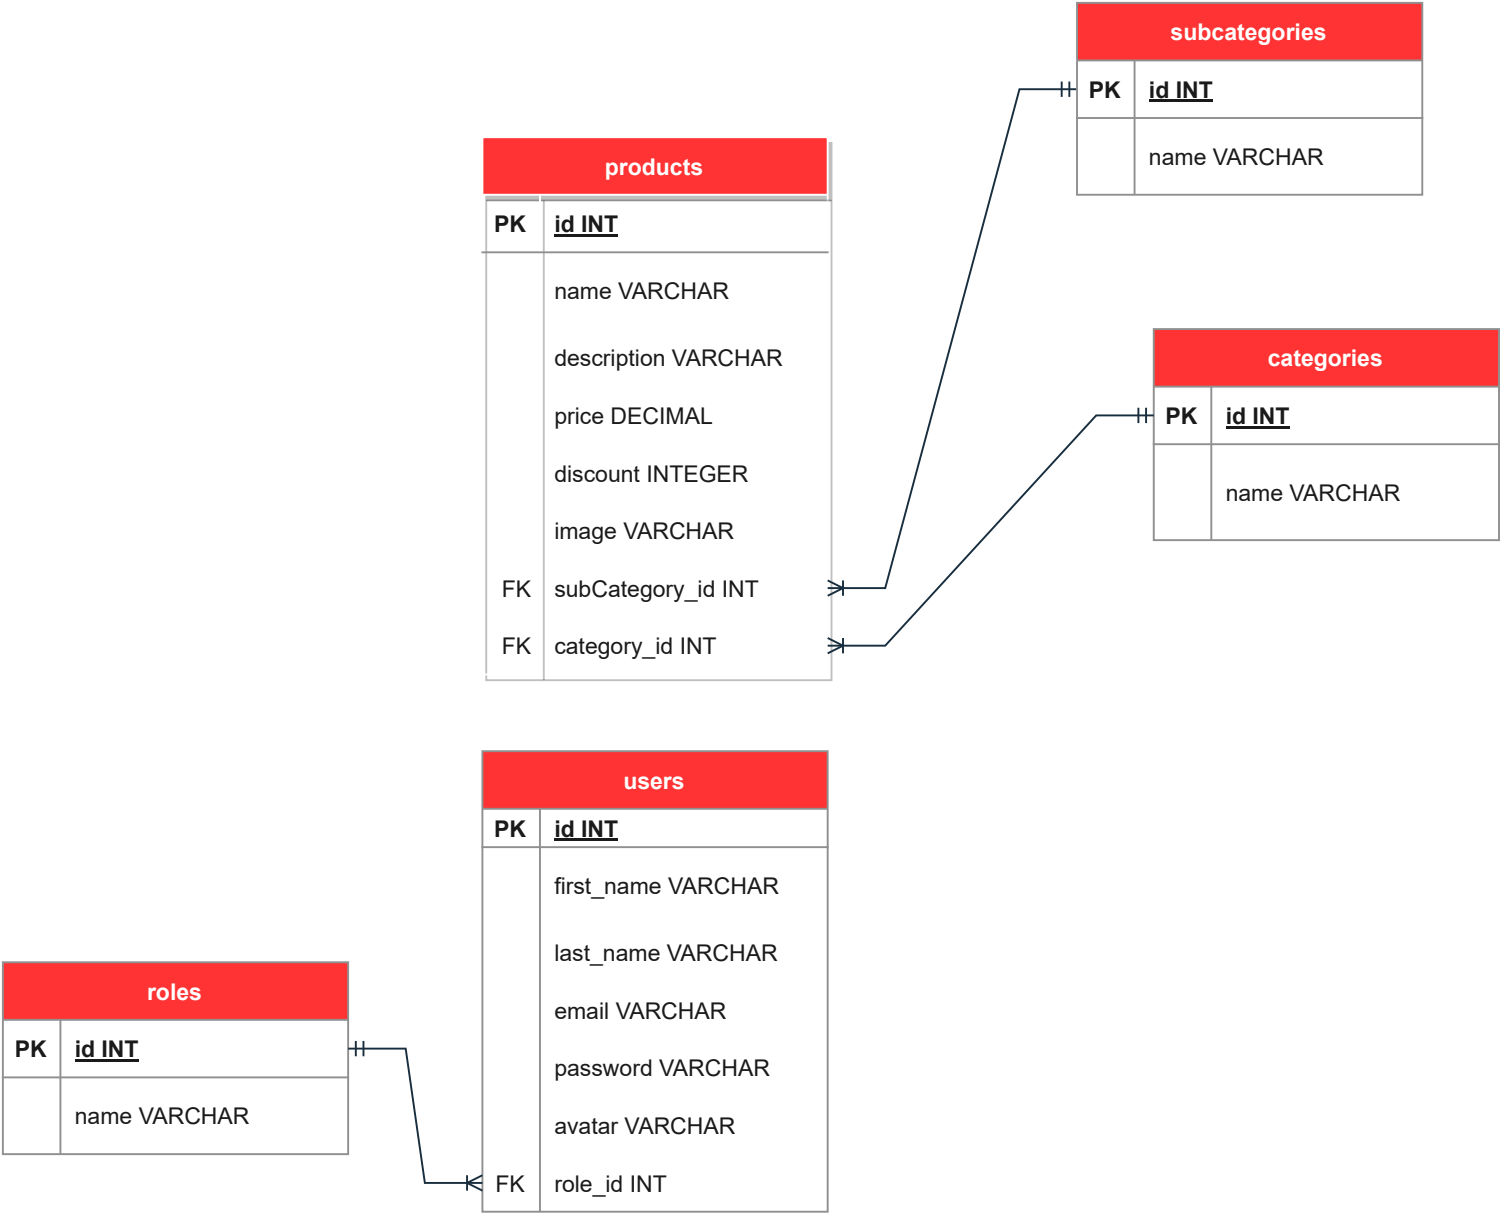 subcategories
PK id INT
name VARCHAR
products
PK id INT
name VARCHAR
description VARCHAR
price DECIMAL
discount INTEGER
image VARCHAR
FK subCategory_id INT
FK category_id INT
categories
PK id INT
name VARCHAR
users
PK id INT
first_name VARCHAR
last_name VARCHAR
email VARCHAR
password VARCHAR
avatar VARCHAR
FK role_id INT
roles
PK id INT
name VARCHAR